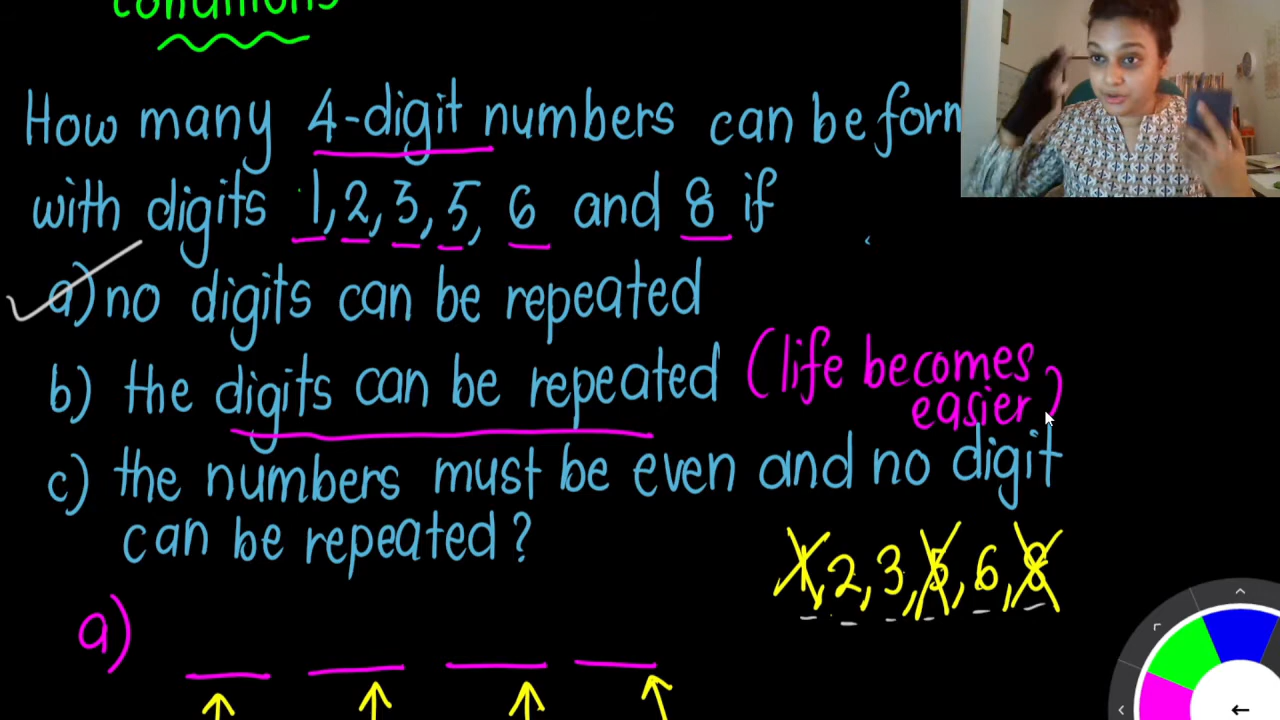 conditions
How many 4-digit numbers can be form
with digits 1, 2, 3, 5, 6 and 8 if
a) no digits can be repeated
b) the digits can be repeated (life becomes easier)
c) the numbers must be even and no digit
can be repeated?
1, 2, 3, 5, 6, 8
a)